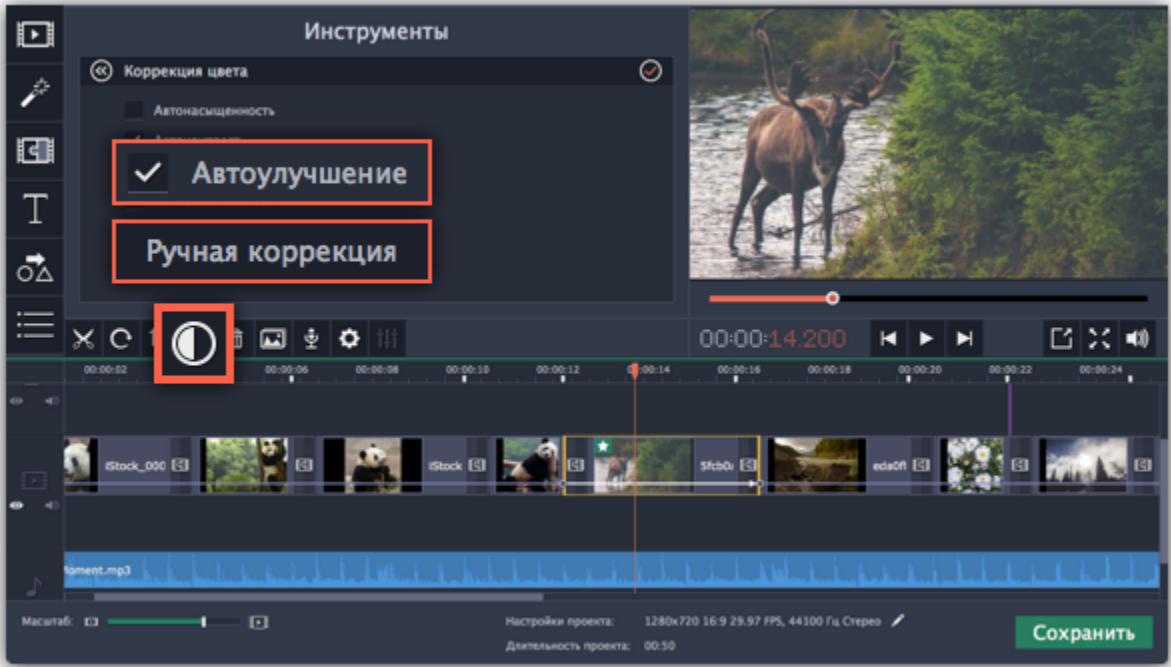 Инструменты
Коррекция цвета
Автонасыщенность
Автоулучшение
Ручная коррекция
00:00:14.200
00:00:02
00:00:06
00:00:08
00:00:10
00:00:12
00:00:16
00:00:18
00:00:20
00:00:22
00:00:24
iStock_000
iStock
5fcb0
eda0fl
Moment.mp3
Масштаб:
Настройки проекта: 1280x720 16:9 29.97 FPS, 44100 Гц Стерео
Длительность проекта: 00:50
Сохранить